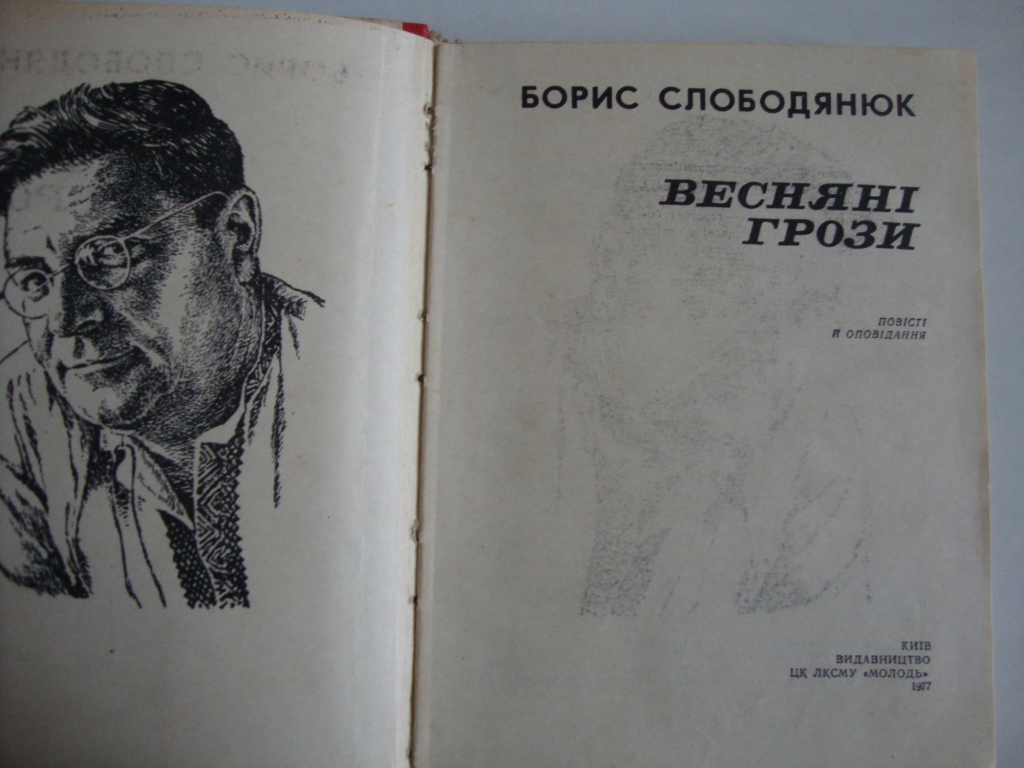 БОРИС СЛОБОДЯНЮК
ВЕСНЯНІ
ГРОЗИ
ПОВІСТІ
Й ОПОВІДАННЯ
КИЇВ
ВИДАВНИЦТВО
ЦК ЛКСМУ «МОЛОДЬ»
1977